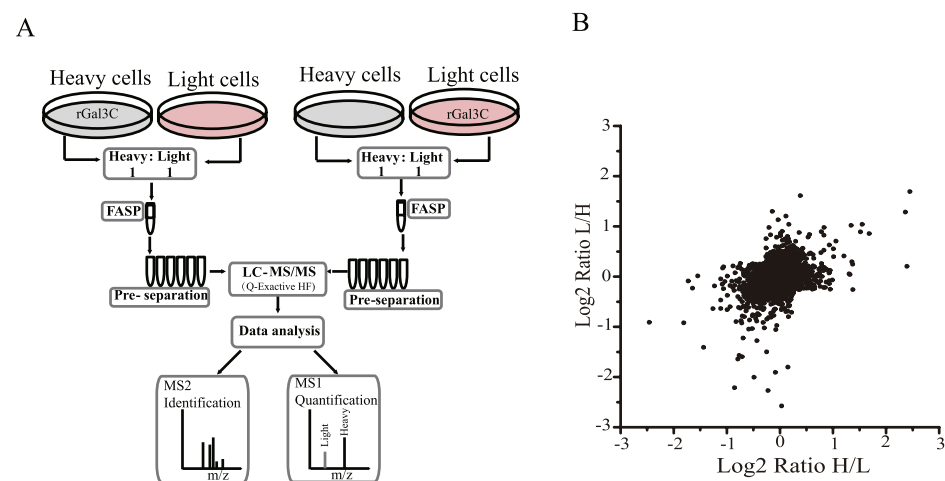 A
Heavy cells
Light cells
rGal3C
Heavy cells
Light cells
rGal3C
Heavy: Light
1 1
Heavy: Light
1 1
FASP
FASP
Pre- separation
LC-MS/MS
(Q-Exactive HF)
Pre-separation
Data analysis
MS2
Identification
m/z
MS1
Quantification
Light
Heavy
m/z
B
Log2 Ratio L/H
3
2
1
0
-1
-2
-3
-3 -2 -1 0 1 2 3
Log2 Ratio H/L